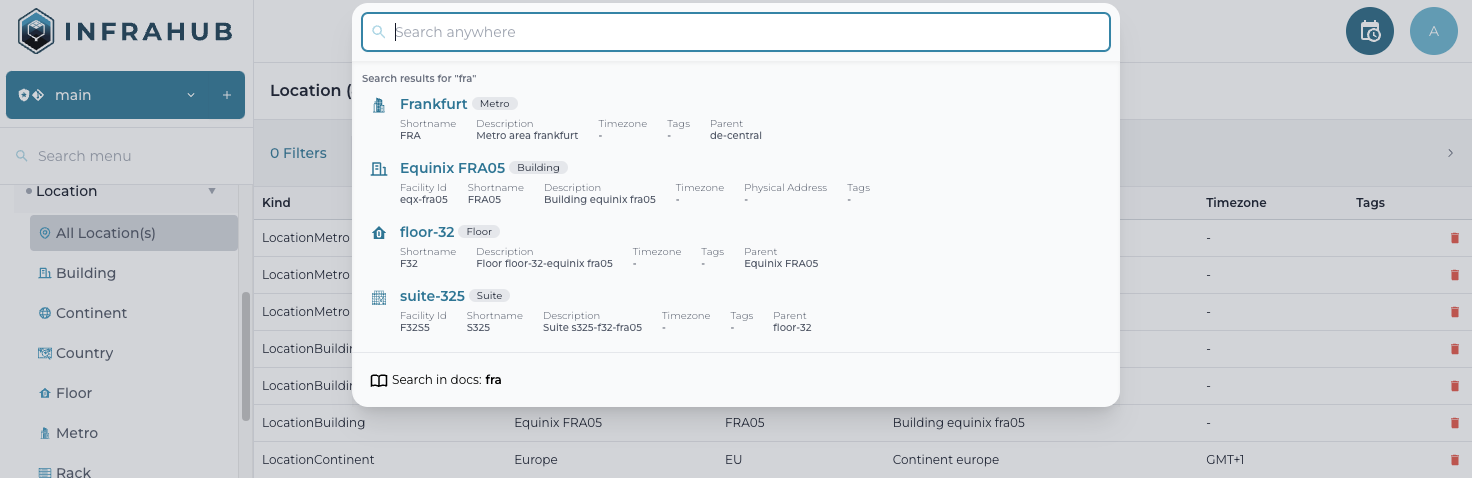 INFRAHUB
Search anywhere
A
main
Location (
Search results for "fra"
Frankfurt Metro
Shortname Description Timezone Tags Parent
FRA Metro area frankfurt - - de-central
Search menu
0 Filters
Equinix FRA05 Building
Facility Id Shortname Description Timezone Physical Address Tags
eqx-fra05 FRA05 Building equinix fra05 - - -
Location
Kind Timezone Tags
All Location(s)
floor-32 Floor
Shortname Description Timezone Tags Parent
F32 Floor floor-32-equinix fra05 - - Equinix FRA05
LocationMetro -
Building
LocationMetro -
suite-325 Suite
Facility Id Shortname Description Timezone Tags Parent
F32S5 S325 Suite s325-f32-fra05 - - floor-32
Continent
LocationMetro -
Country
LocationBuildin -
Search in docs: fra
Floor
LocationBuildin -
Metro
LocationBuilding Equinix FRA05 FRA05 Building equinix fra05 -
Rack
LocationContinent Europe EU Continent europe GMT+1